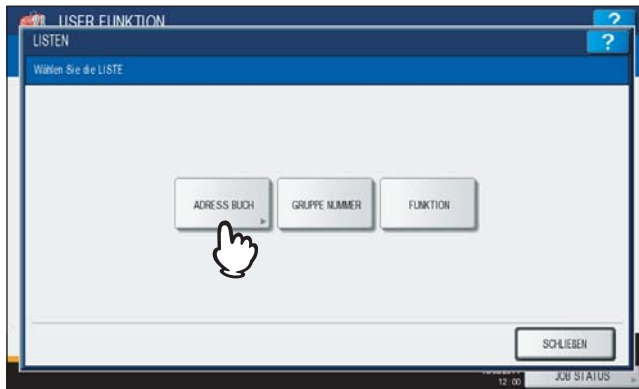 USER FUNKTION
?
LISTEN
?
Wählen Sie die LISTE
ADRESS BUCH
GRUPPE NUMMER
FUNKTION
SCHLIEßEN
12:00
JOB STATUS